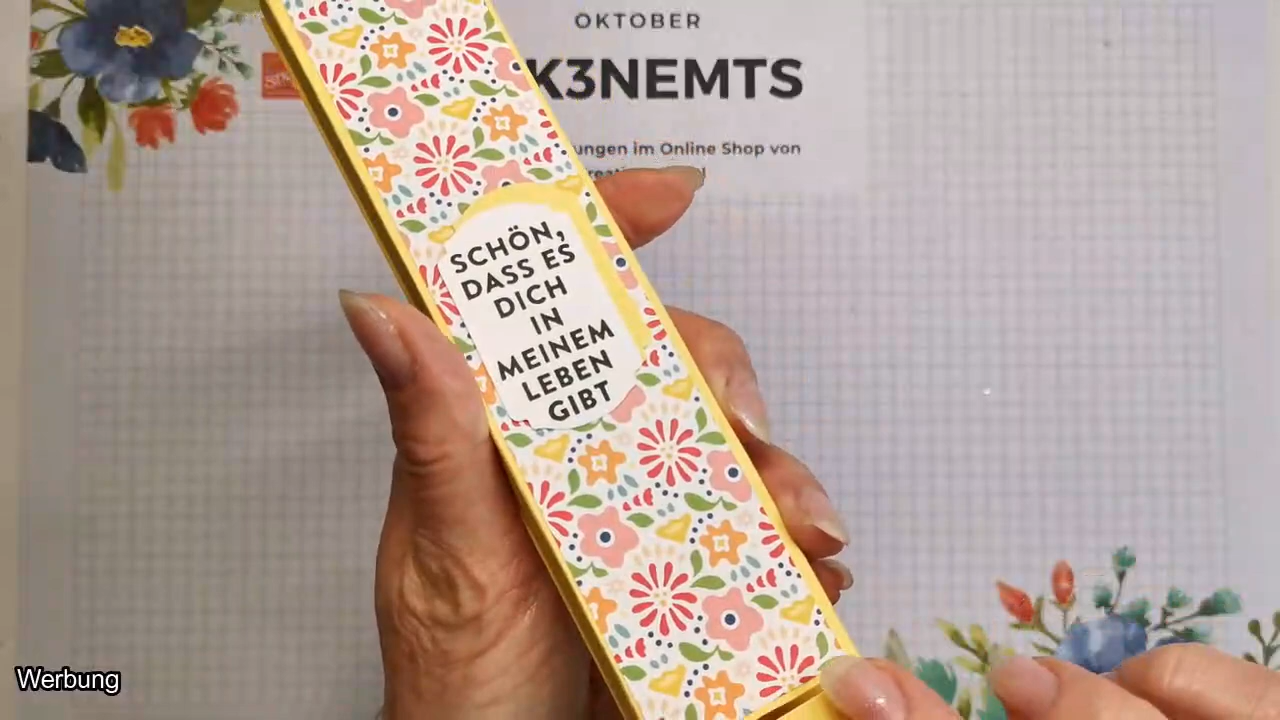 OKTOBER
K3NEMTS
ungen im Online Shop von
SCHÖN,
DASS ES
DICH
IN
MEINEM
LEBEN
GIBT
Werbung